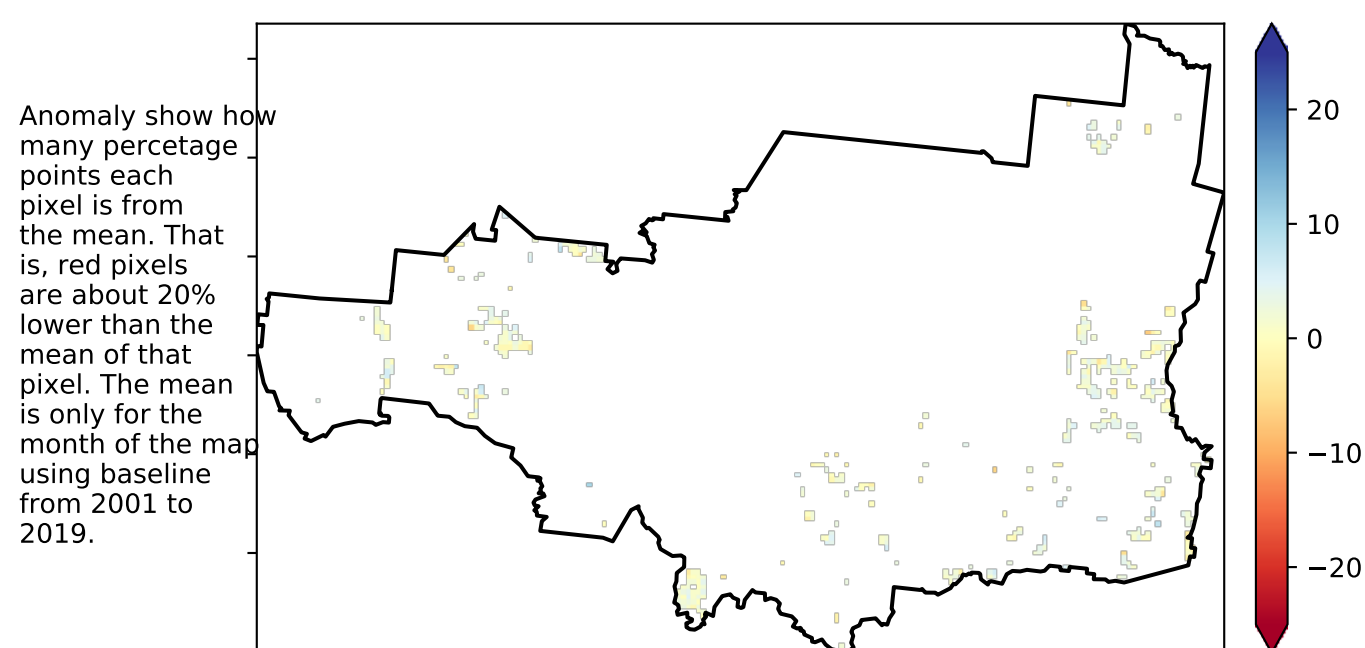 Anomaly show how
many percetage
points each
pixel is from
the mean. That
is, red pixels
are about 20%
lower than the
mean of that
pixel. The mean
is only for the
month of the map
using baseline
from 2001 to
2019.
20
10
0
−10
−20